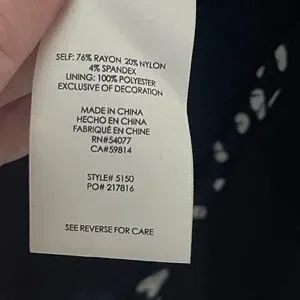 SELF: 76% RAYON 20% NYLON
4% SPANDEX
LINING: 100% POLYESTER
EXCLUSIVE OF DECORATION
MADE IN CHINA
HECHO EN CHINA
FABRIQUÉ EN CHINE
RN#54077
CA#59814
STYLE# 5150
PO# 217816
SEE REVERSE FOR CARE